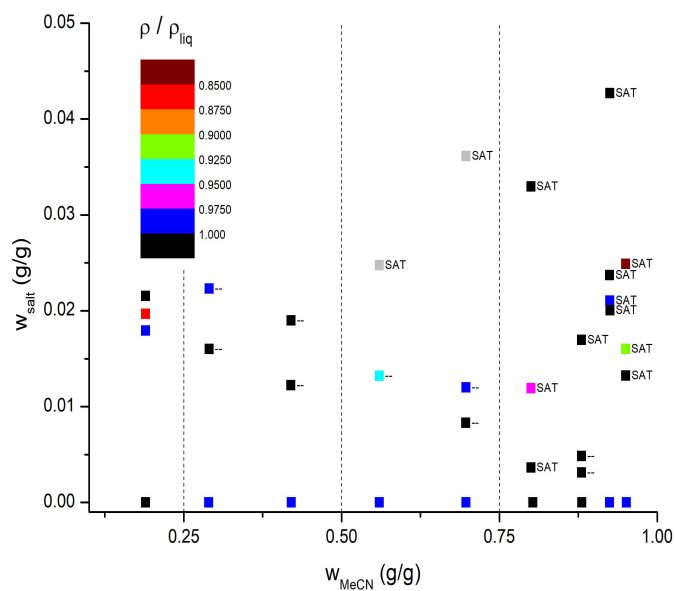 0.05
ρ / ρliq
0.8500
0.8750
0.9000
0.9250
0.9500
0.9750
1.000
SAT
0.04
SAT
SAT
0.03
SAT
SAT
SAT
SAT
SAT
0.02
--
--
SAT
--
SAT
SAT
--
--
SAT
0.01
--
--
SAT
--
--
0.00
0.25
0.50
0.75
1.00
wsalt (g/g)
wMeCN (g/g)